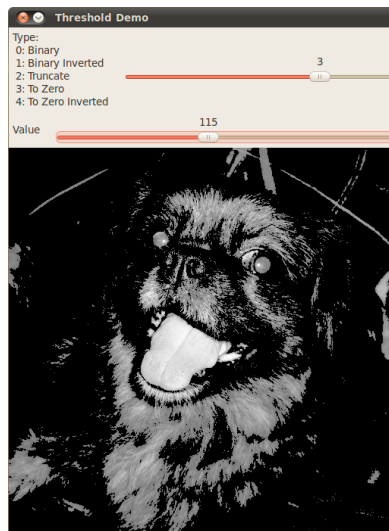 Threshold Demo
Type:
0: Binary
1: Binary Inverted
2: Truncate
3: To Zero
4: To Zero Inverted
3
115
Value